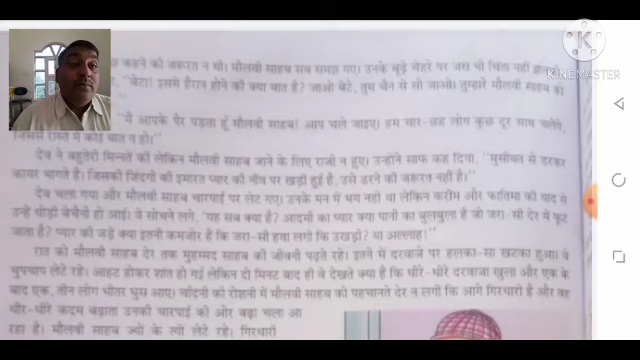 कहने की जरूरत न थी। मौलवी साहब सब समझ गए। उनके बूढ़े चेहरे पर जरा भी चिंता नहीं
"बेटा! इसमें हैरान होने की क्या बात है? जाओ बेटे, तुम चैन से सो जाओ। तुम्हारे मौलवी साहब को
KINEMASTER
"मैं आपके पैर पड़ता हूँ मौलवी साहब! आप चले जाइए। हम चार-छह लोग कुछ दूर साथ चलेंगे,
जिससे रास्ते में कोई बात न हो।"
देव ने बहुतेरी मिन्नतें कीं लेकिन मौलवी साहब जाने के लिए राजी न हुए। उन्होंने साफ कह दिया, "मुसीबत से डरकर
कायर भागते हैं। जिसकी जिंदगी की इमारत प्यार की नींव पर खड़ी हुई है, उसे डरने की जरूरत नहीं है।"
देव चला गया और मौलवी साहब चारपाई पर लेट गए। उनके मन में भय नहीं था लेकिन करीम और फातिमा की याद से
उन्हें थोड़ी बेचैनी हो आई। वे सोचने लगे, 'यह सब क्या है? आदमी का प्यार क्या पानी का बुलबुला है जो जरा-सी देर में फूट
जाता है? प्यार की जड़ें क्या इतनी कमजोर हैं कि जरा-सी हवा लगी कि उखड़ीं? या अल्लाह!'
रात को मौलवी साहब देर तक मुहम्मद साहब की जीवनी पढ़ते रहे। इतने में दरवाजे पर हलका-सा खटका हुआ। वे
चुपचाप लेटे रहे। आहट होकर शांत हो गई लेकिन दो मिनट बाद ही वे देखते क्या हैं कि धीरे-धीरे दरवाजा खुला और एक के
बाद एक, तीन लोग भीतर घुस आए। चाँदनी की रोशनी में मौलवी साहब को पहचानते देर न लगी कि आगे गिरधारी है और वह
धीरे-धीरे कदम बढ़ाता उनकी चारपाई की ओर बढ़ा चला आ
रहा है। मौलवी साहब ज्यों के त्यों लेटे रहे। गिरधारी